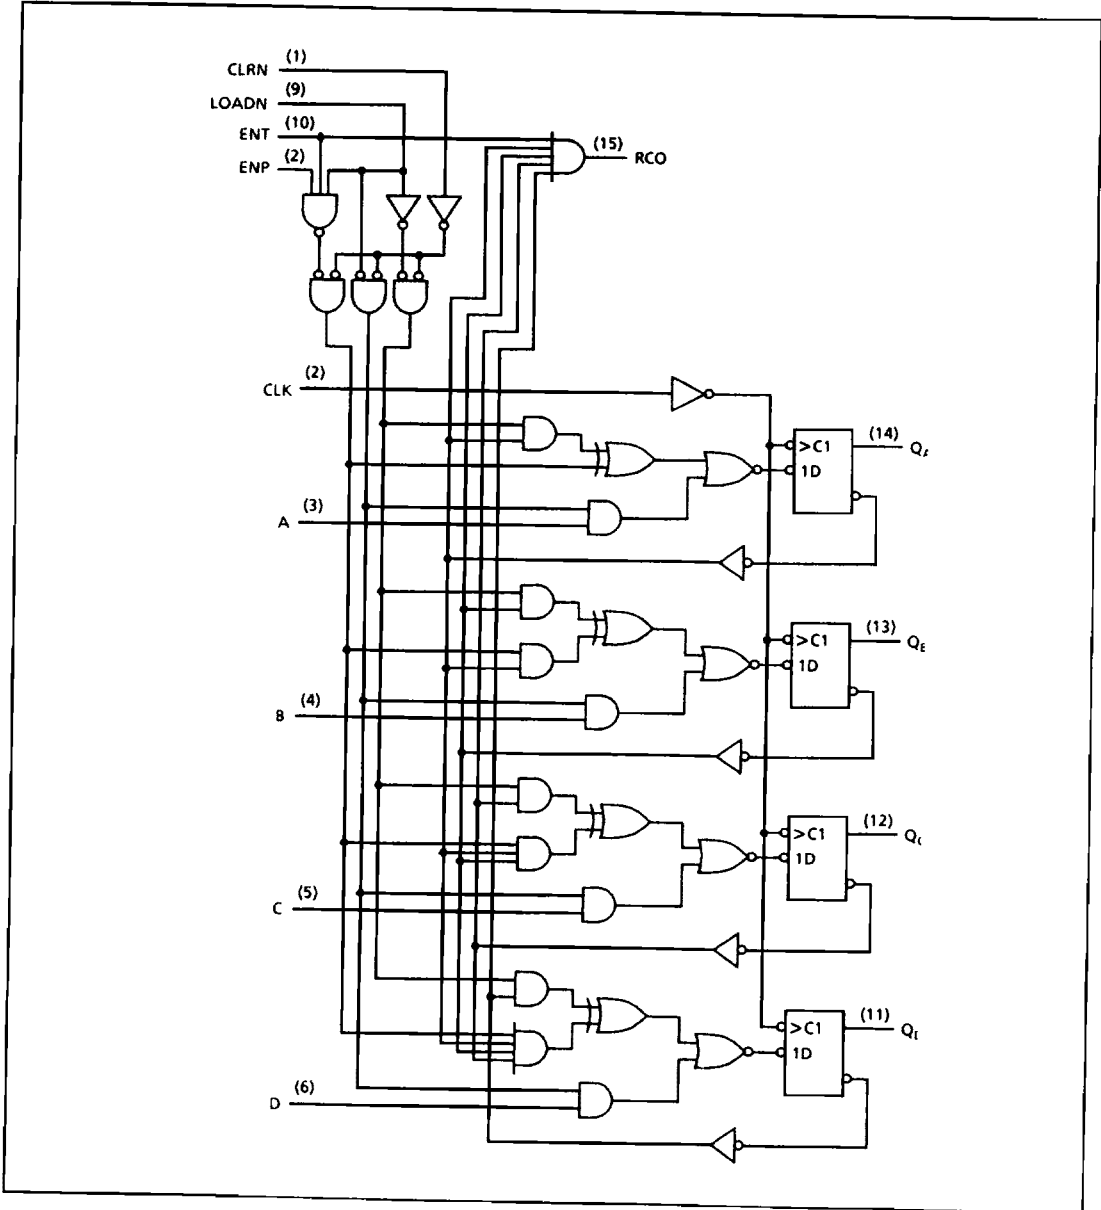 CLRN (1)
LOADN (9)
ENT (10)
ENP (2)
(15) RCO
CLK (2)
>C1
1D
(14)
A (3)
>C1
1D
(13)
B (4)
>C1
1D
(12)
C (5)
>C1
1D
(11)
D (6)